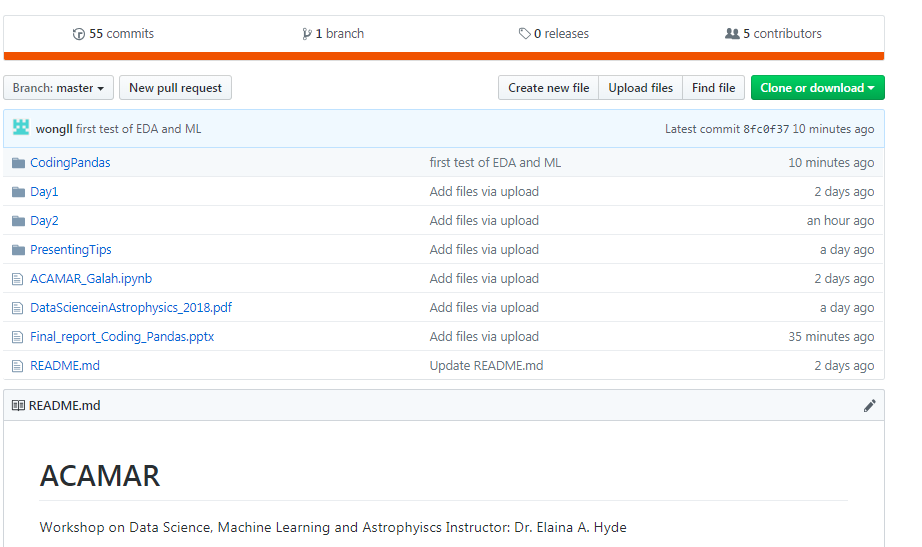 55 commits 1 branch 0 releases 5 contributors
Branch: master New pull request Create new file Upload files Find file Clone or download
wongll first test of EDA and ML Latest commit 8fc0f37 10 minutes ago
CodingPandas first test of EDA and ML 10 minutes ago
Day1 Add files via upload 2 days ago
Day2 Add files via upload an hour ago
PresentingTips Add files via upload a day ago
ACAMAR_Galah.ipynb Add files via upload 2 days ago
DataScienceinAstrophysics_2018.pdf Add files via upload a day ago
Final_report_Coding_Pandas.pptx Add files via upload 35 minutes ago
README.md Update README.md 2 days ago
README.md
ACAMAR
Workshop on Data Science, Machine Learning and Astrophyiscs Instructor: Dr. Elaina A. Hyde